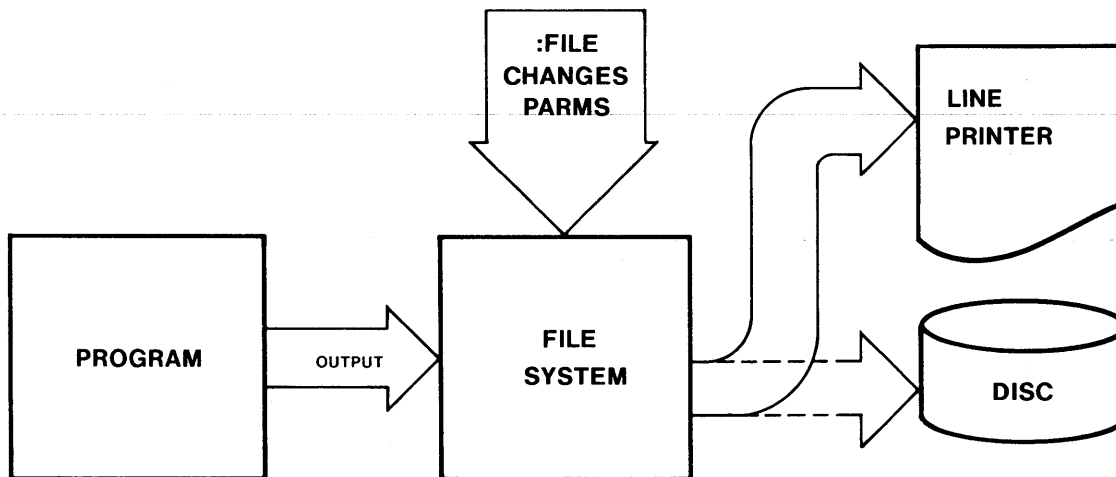 :FILE
CHANGES
PARMS
LINE
PRINTER
PROGRAM
OUTPUT
FILE
SYSTEM
DISC